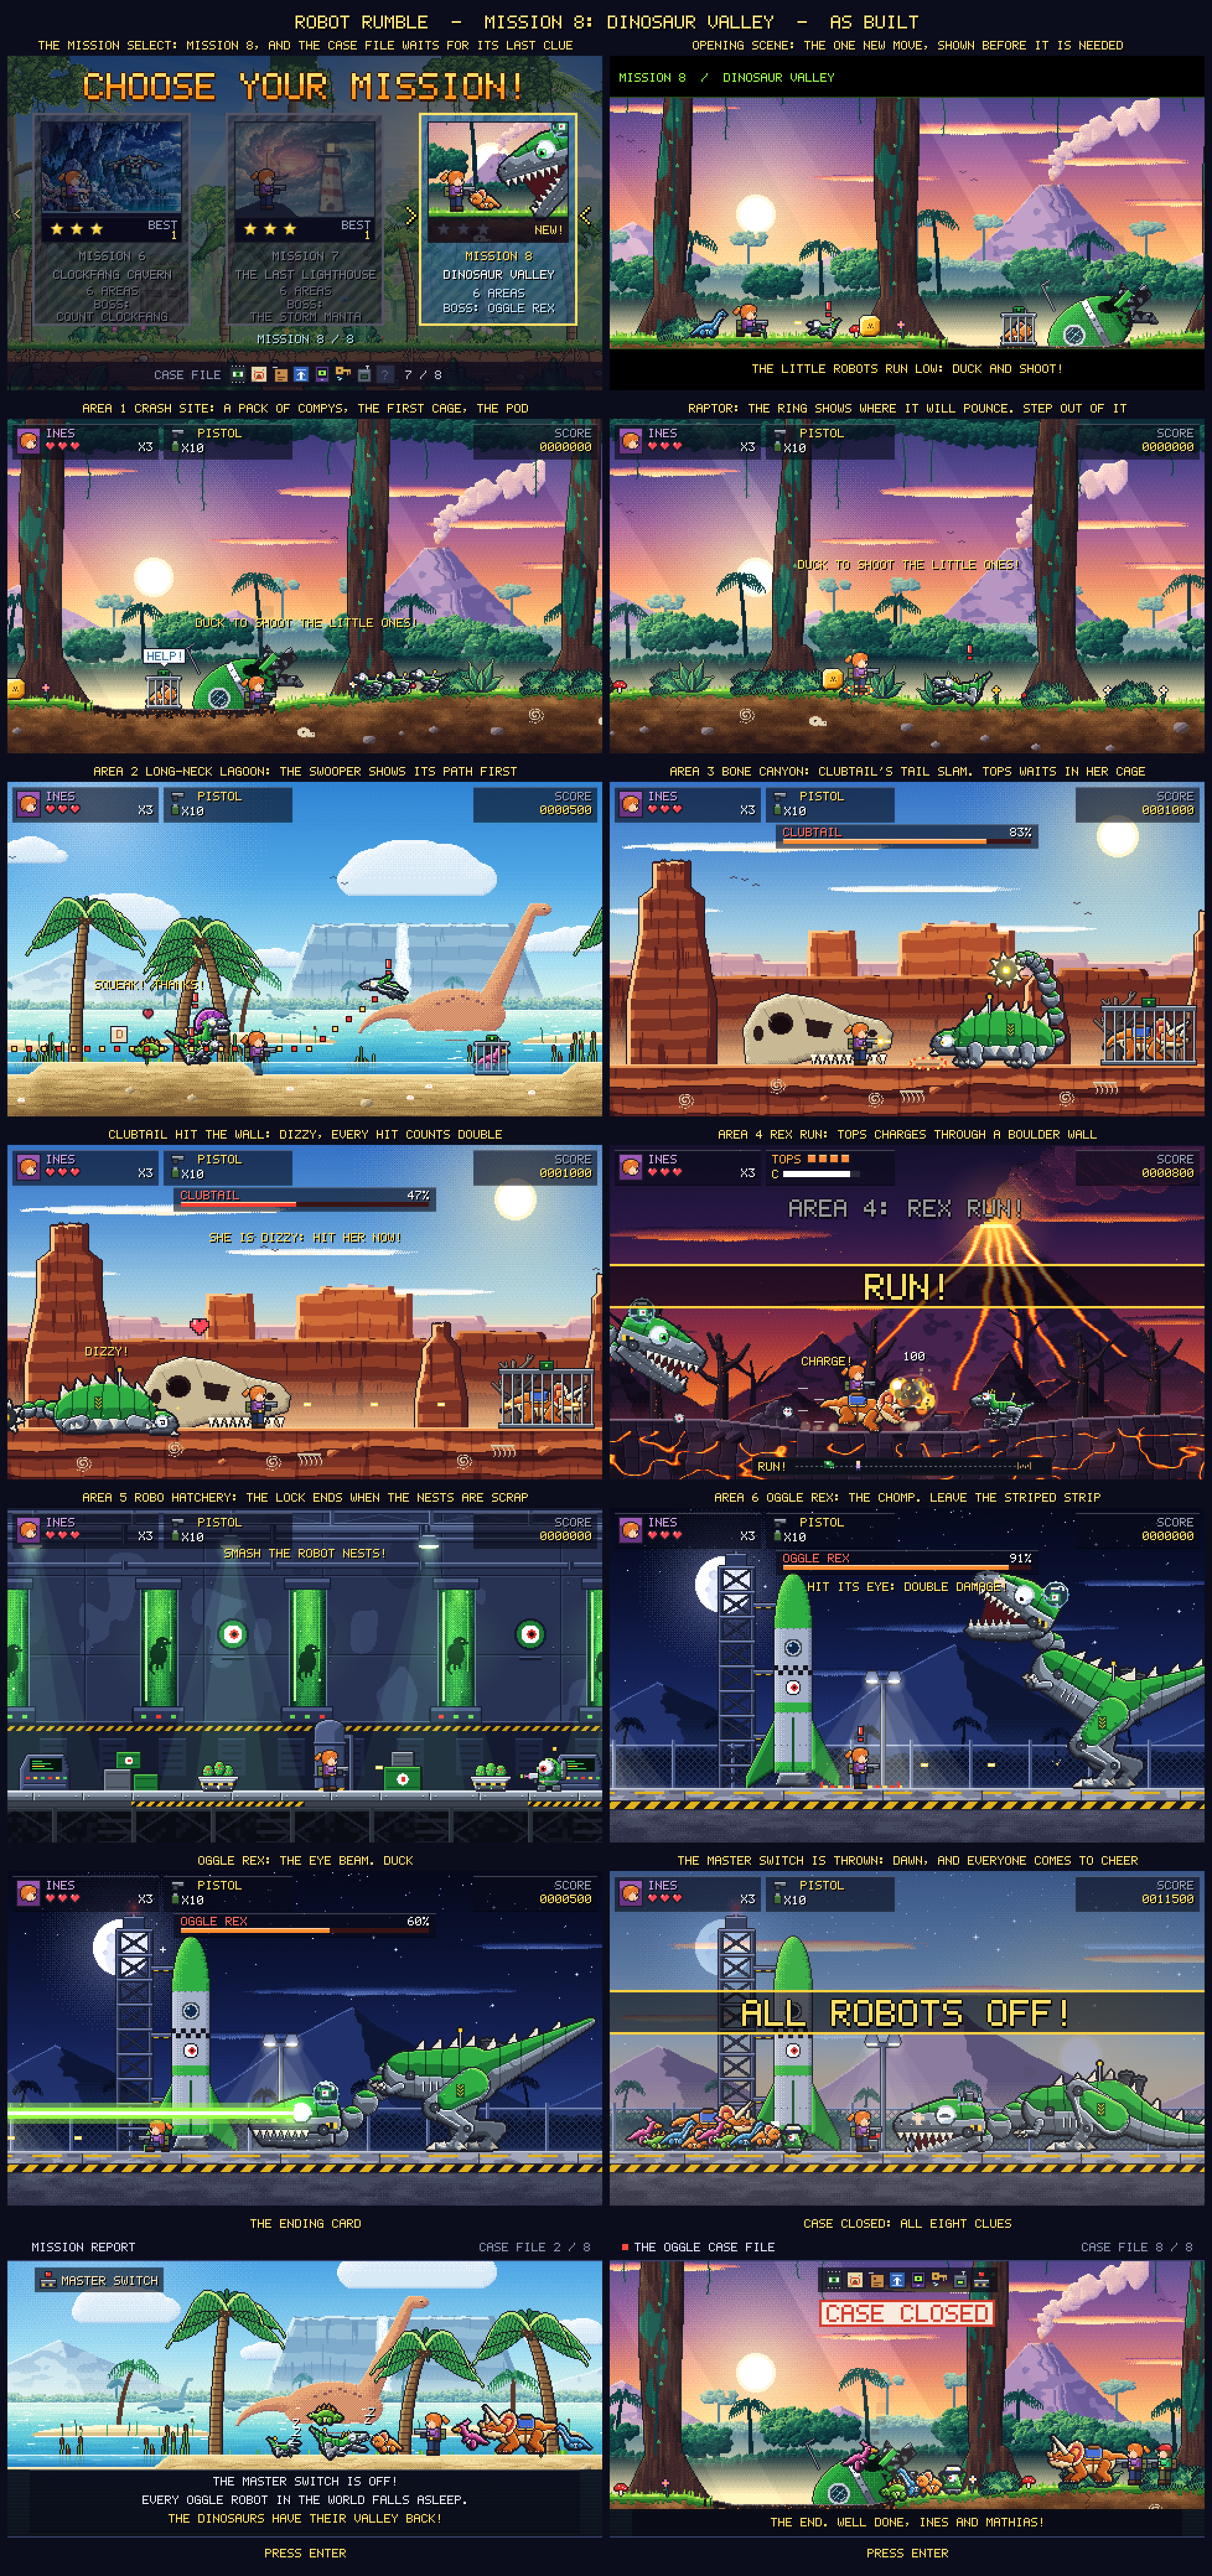 ROBOT RUMBLE - MISSION 8: DINOSAUR VALLEY - AS BUILT
THE MISSION SELECT: MISSION 8, AND THE CASE FILE WAITS FOR ITS LAST CLUE
CHOOSE YOUR MISSION!
BEST
1
MISSION 6
CLOCKFANG CAVERN
6 AREAS
BOSS:
COUNT CLOCKFANG
BEST
1
MISSION 7
THE LAST LIGHTHOUSE
6 AREAS
BOSS:
THE STORM MANTA
NEW!
MISSION 8
DINOSAUR VALLEY
6 AREAS
BOSS: OGGLE REX
MISSION 8 / 8
CASE FILE ? 7 / 8
OPENING SCENE: THE ONE NEW MOVE, SHOWN BEFORE IT IS NEEDED
MISSION 8 / DINOSAUR VALLEY
THE LITTLE ROBOTS RUN LOW: DUCK AND SHOOT!
AREA 1 CRASH SITE: A PACK OF COMPYS, THE FIRST CAGE, THE POD
INES X3
PISTOL X10
SCORE
0000000
DUCK TO SHOOT THE LITTLE ONES!
HELP!
RAPTOR: THE RING SHOWS WHERE IT WILL POUNCE. STEP OUT OF IT
INES X3
PISTOL X10
SCORE
0000000
DUCK TO SHOOT THE LITTLE ONES!
AREA 2 LONG-NECK LAGOON: THE SWOOPER SHOWS ITS PATH FIRST
INES X3
PISTOL X10
SCORE
0000500
SQUEAK! THANKS!
D
AREA 3 BONE CANYON: CLUBTAIL'S TAIL SLAM. TOPS WAITS IN HER CAGE
INES X3
PISTOL X10
SCORE
0001000
CLUBTAIL 83%
CLUBTAIL HIT THE WALL: DIZZY, EVERY HIT COUNTS DOUBLE
INES X3
PISTOL X10
SCORE
0001000
CLUBTAIL 47%
SHE IS DIZZY: HIT HER NOW!
DIZZY!
AREA 4 REX RUN: TOPS CHARGES THROUGH A BOULDER WALL
INES X3
TOPS
C
SCORE
0000800
AREA 4: REX RUN!
RUN!
CHARGE!
100
RUN!
AREA 5 ROBO HATCHERY: THE LOCK ENDS WHEN THE NESTS ARE SCRAP
INES X3
PISTOL X10
SCORE
0000000
SMASH THE ROBOT NESTS!
AREA 6 OGGLE REX: THE CHOMP. LEAVE THE STRIPED STRIP
INES X3
PISTOL X10
SCORE
0000000
OGGLE REX 91%
HIT ITS EYE: DOUBLE DAMAGE!
OGGLE REX: THE EYE BEAM. DUCK
INES X3
PISTOL X10
SCORE
0000500
OGGLE REX 60%
THE MASTER SWITCH IS THROWN: DAWN, AND EVERYONE COMES TO CHEER
INES X3
PISTOL X10
SCORE
0011500
ALL ROBOTS OFF!
THE ENDING CARD
MISSION REPORT CASE FILE 2 / 8
MASTER SWITCH
Z
Z
THE MASTER SWITCH IS OFF!
EVERY OGGLE ROBOT IN THE WORLD FALLS ASLEEP.
THE DINOSAURS HAVE THEIR VALLEY BACK!
PRESS ENTER
CASE CLOSED: ALL EIGHT CLUES
THE OGGLE CASE FILE CASE FILE 8 / 8
CASE CLOSED
THE END. WELL DONE, INES AND MATHIAS!
PRESS ENTER